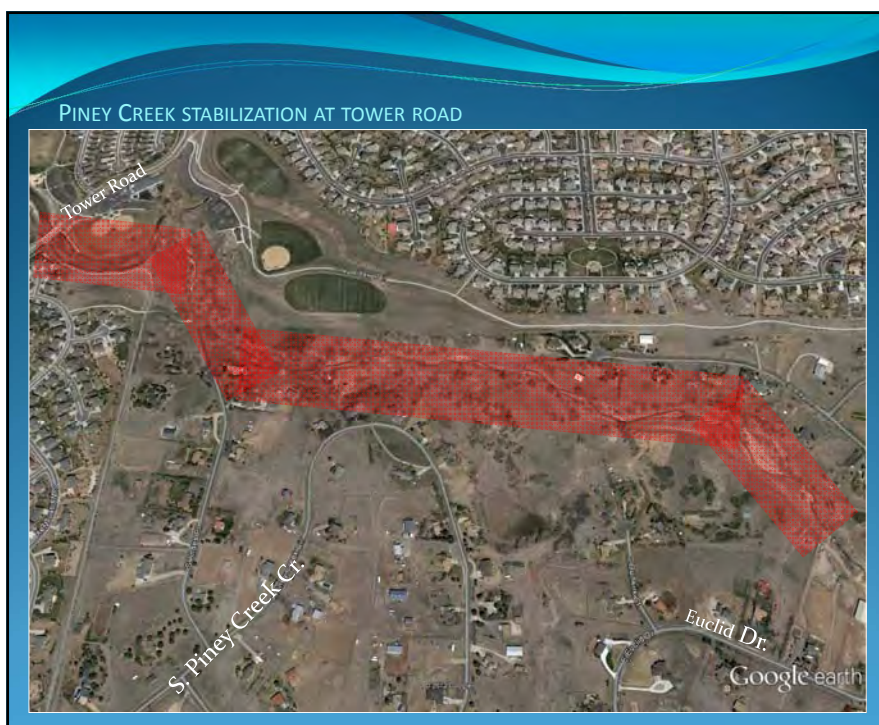 PINEY CREEK STABILIZATION AT TOWER ROAD
Tower Road
S. Piney Creek Cr.
Euclid Dr.
Google earth